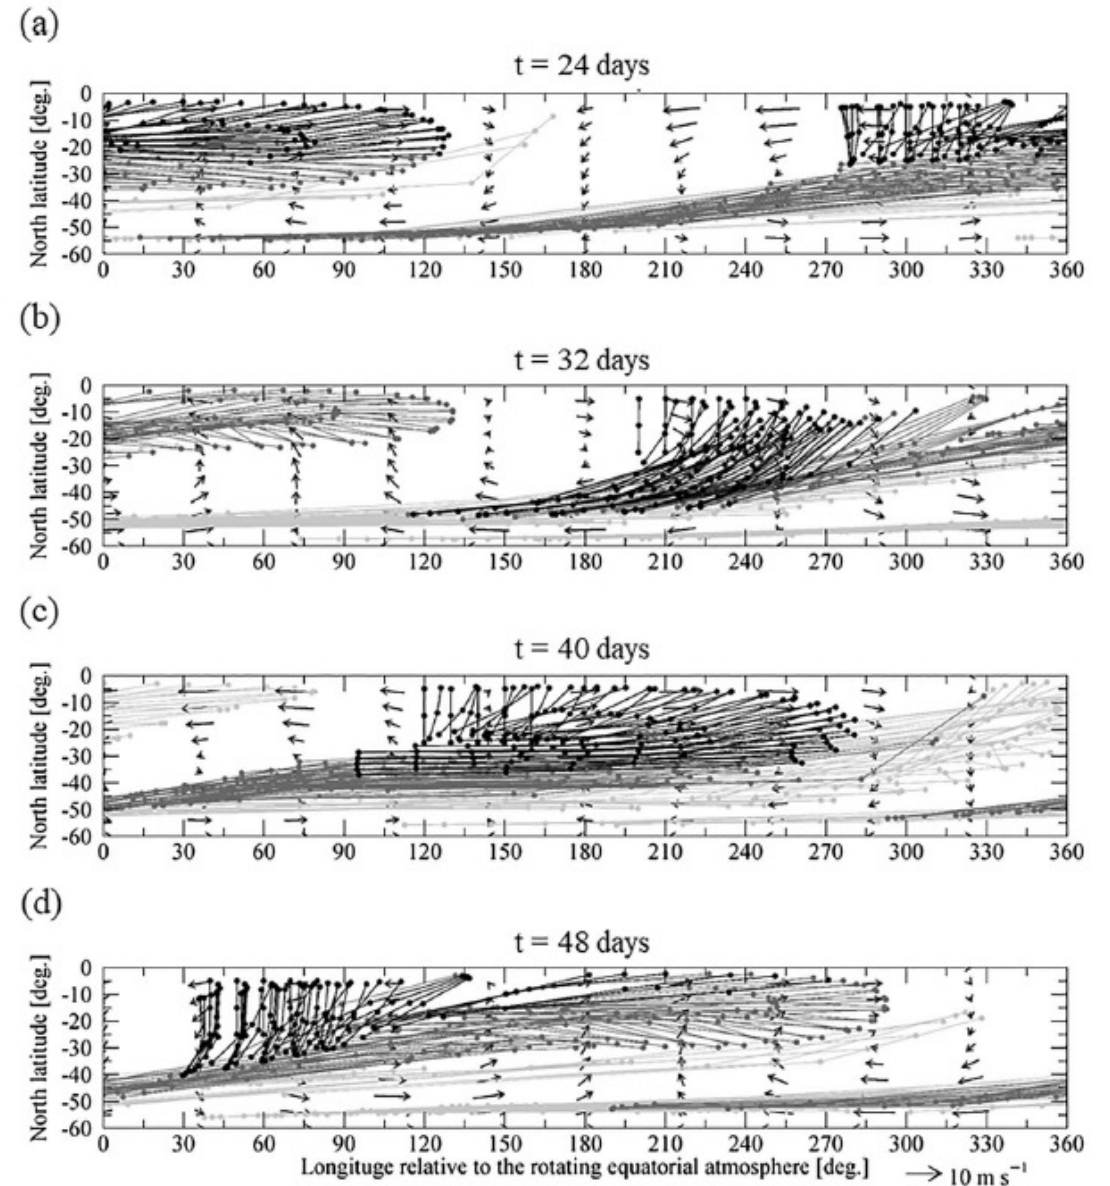 (a)
t = 24 days
North latitude [deg.]
0
-10
-20
-30
-40
-50
-60
0 30 60 90 120 150 180 210 240 270 300 330 360
(b)
t = 32 days
North latitude [deg.]
0
-10
-20
-30
-40
-50
-60
0 30 60 90 120 150 180 210 240 270 300 330 360
(c)
t = 40 days
North latitude [deg.]
0
-10
-20
-30
-40
-50
-60
0 30 60 90 120 150 180 210 240 270 300 330 360
(d)
t = 48 days
North latitude [deg.]
0
-10
-20
-30
-40
-50
-60
0 30 60 90 120 150 180 210 240 270 300 330 360
Longituge relative to the rotating equatorial atmosphere [deg.]
10 m s⁻¹